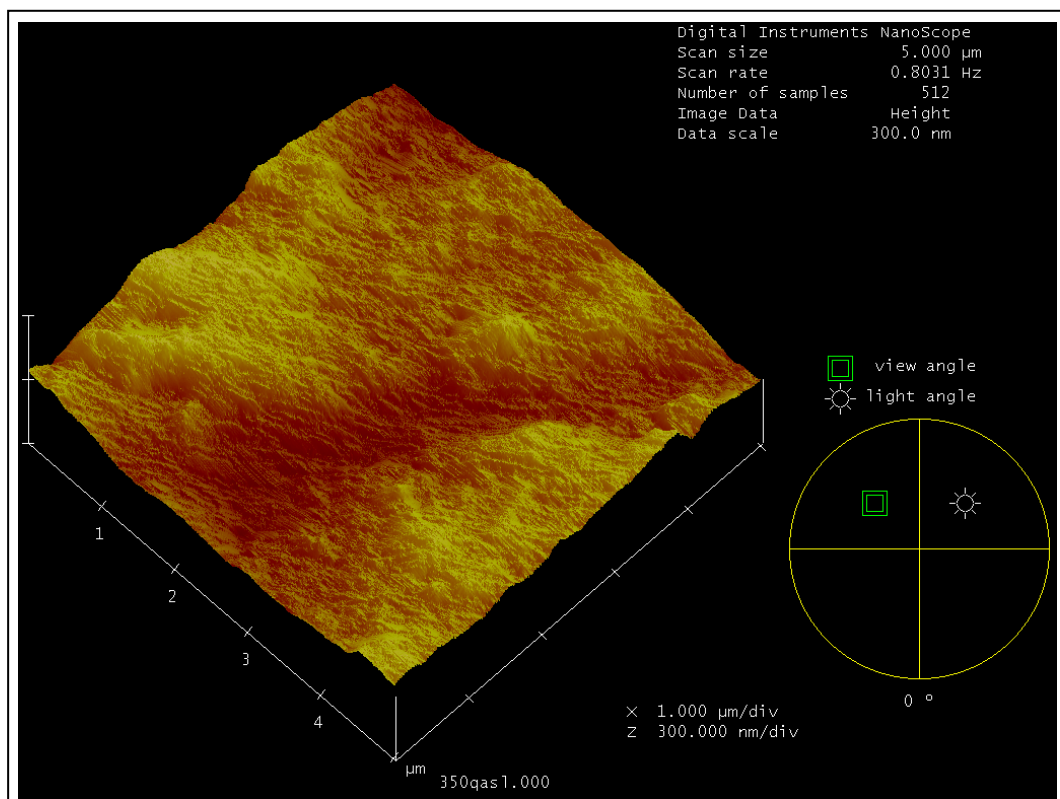 Digital Instruments NanoScope
Scan size 5.000 µm
Scan rate 0.8031 Hz
Number of samples 512
Image Data Height
Data scale 300.0 nm
view angle
light angle
1
2
3
4
µm
0 º
X 1.000 µm/div
Z 300.000 nm/div
350qasl.000